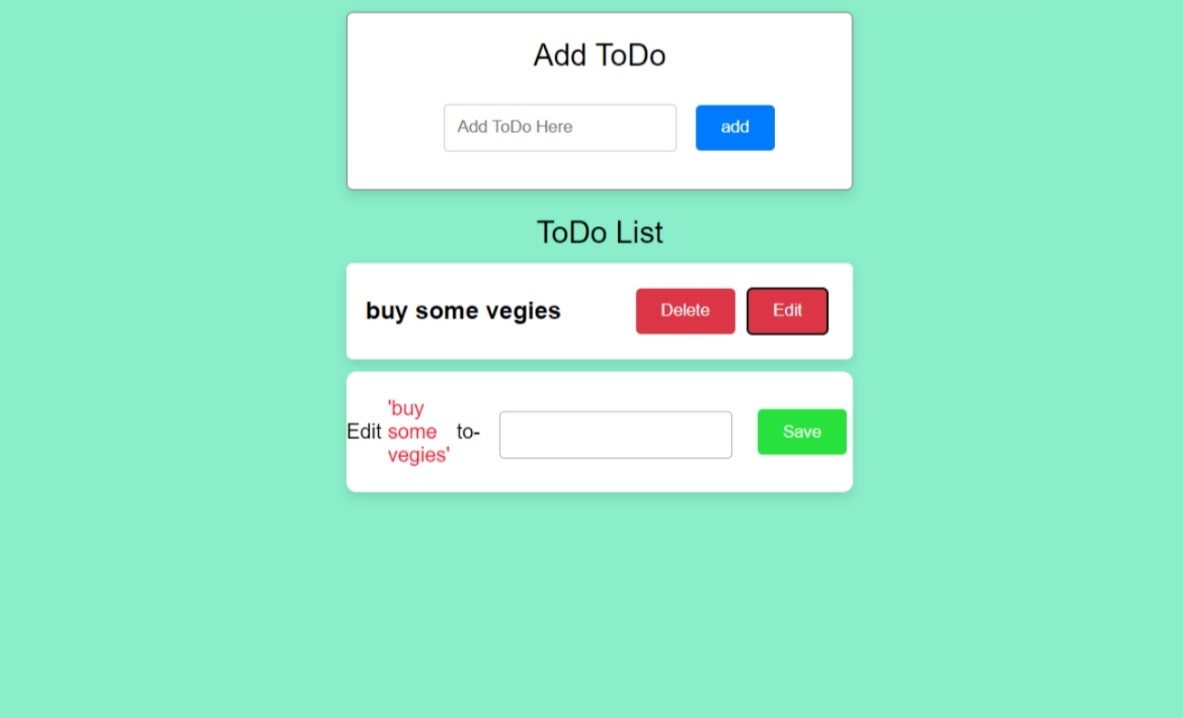 Add ToDo
Add ToDo Here
add
ToDo List
buy some vegies
Delete
Edit
Edit 'buy some vegies' to-
Save